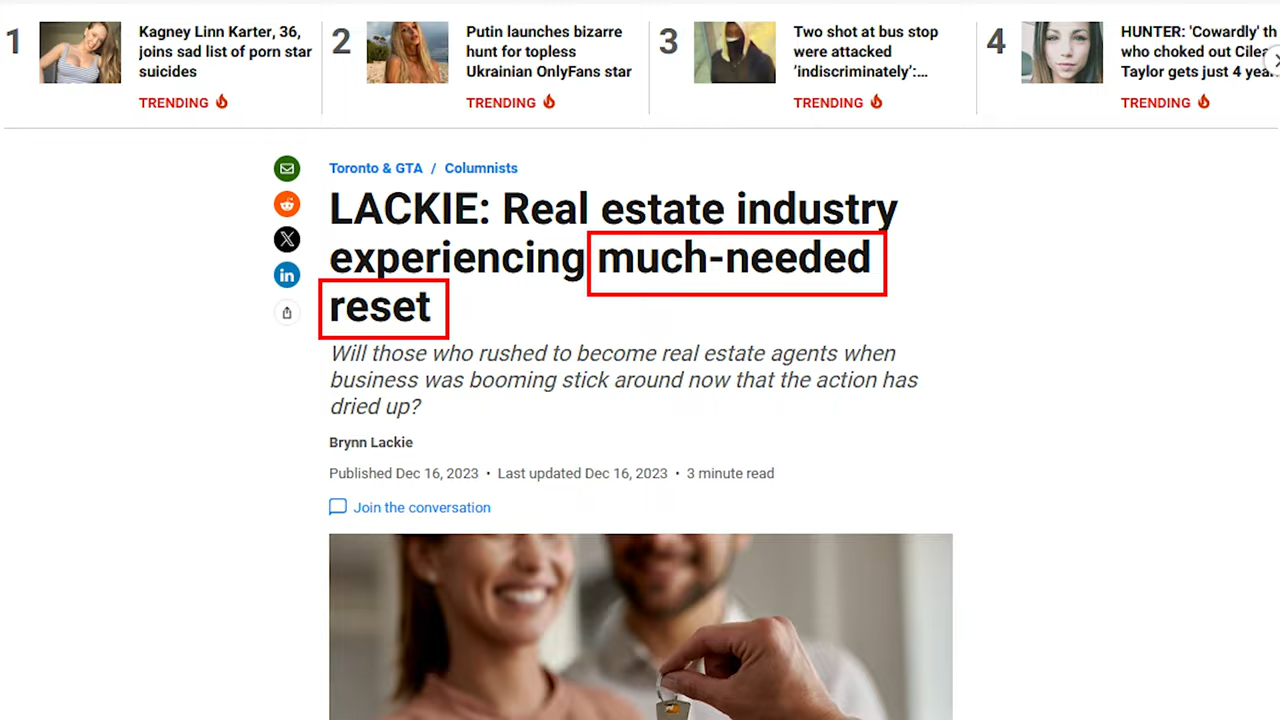 1
Kagney Linn Karter, 36,
joins sad list of porn star
suicides
TRENDING
2
Putin launches bizarre
hunt for topless
Ukrainian OnlyFans star
TRENDING
3
Two shot at bus stop
were attacked
'indiscriminately':...
TRENDING
4
HUNTER: 'Cowardly' th
who choked out
Taylor gets just 4
TRENDING
Toronto & GTA / Columnists
LACKIE: Real estate industry
experiencing much-needed
reset
Will those who rushed to become real estate agents when
business was booming stick around now that the action has
dried up?
Brynn Lackie
Published Dec 16, 2023 • Last updated Dec 16, 2023 • 3 minute read
Join the conversation